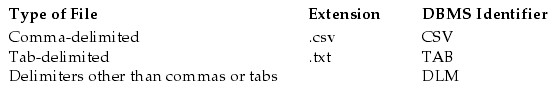 Type of File Extension DBMS Identifier
Comma-delimited .csv CSV
Tab-delimited .txt TAB
Delimiters other than commas or tabs DLM